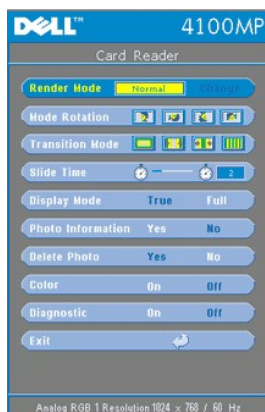 DELL™ 4100MP
Card Reader
Render Mode Normal Change
Mode Rotation
Transition Mode
Slide Time 2
Display Mode True Full
Photo Information Yes No
Delete Photo Yes No
Color On Off
Diagnostic On Off
Exit
Analog RGB 1 Resolution 1024 x 768 / 60 Hz